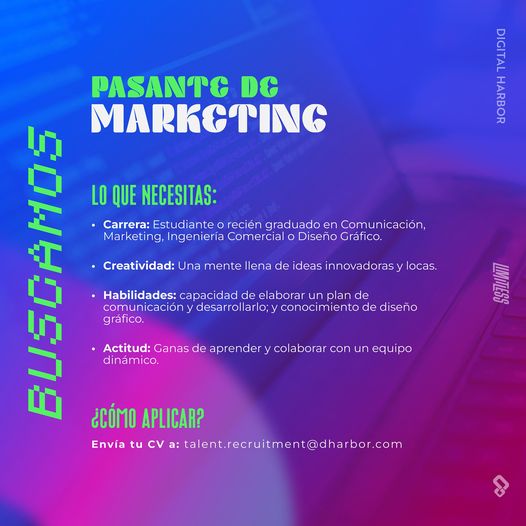 DIGITAL HARBOR
PASANTE DE
MARKETING
BUSCAMOS
LO QUE NECESITAS:
• Carrera: Estudiante o recién graduado en Comunicación,
Marketing, Ingeniería Comercial o Diseño Gráfico.
• Creatividad: Una mente llena de ideas innovadoras y locas.
• Habilidades: capacidad de elaborar un plan de
comunicación y desarrollarlo; y conocimiento de diseño
gráfico.
• Actitud: Ganas de aprender y colaborar con un equipo
dinámico.
LIMITLESS
¿CÓMO APLICAR?
Envía tu CV a: talent.recruitment@dharbor.com